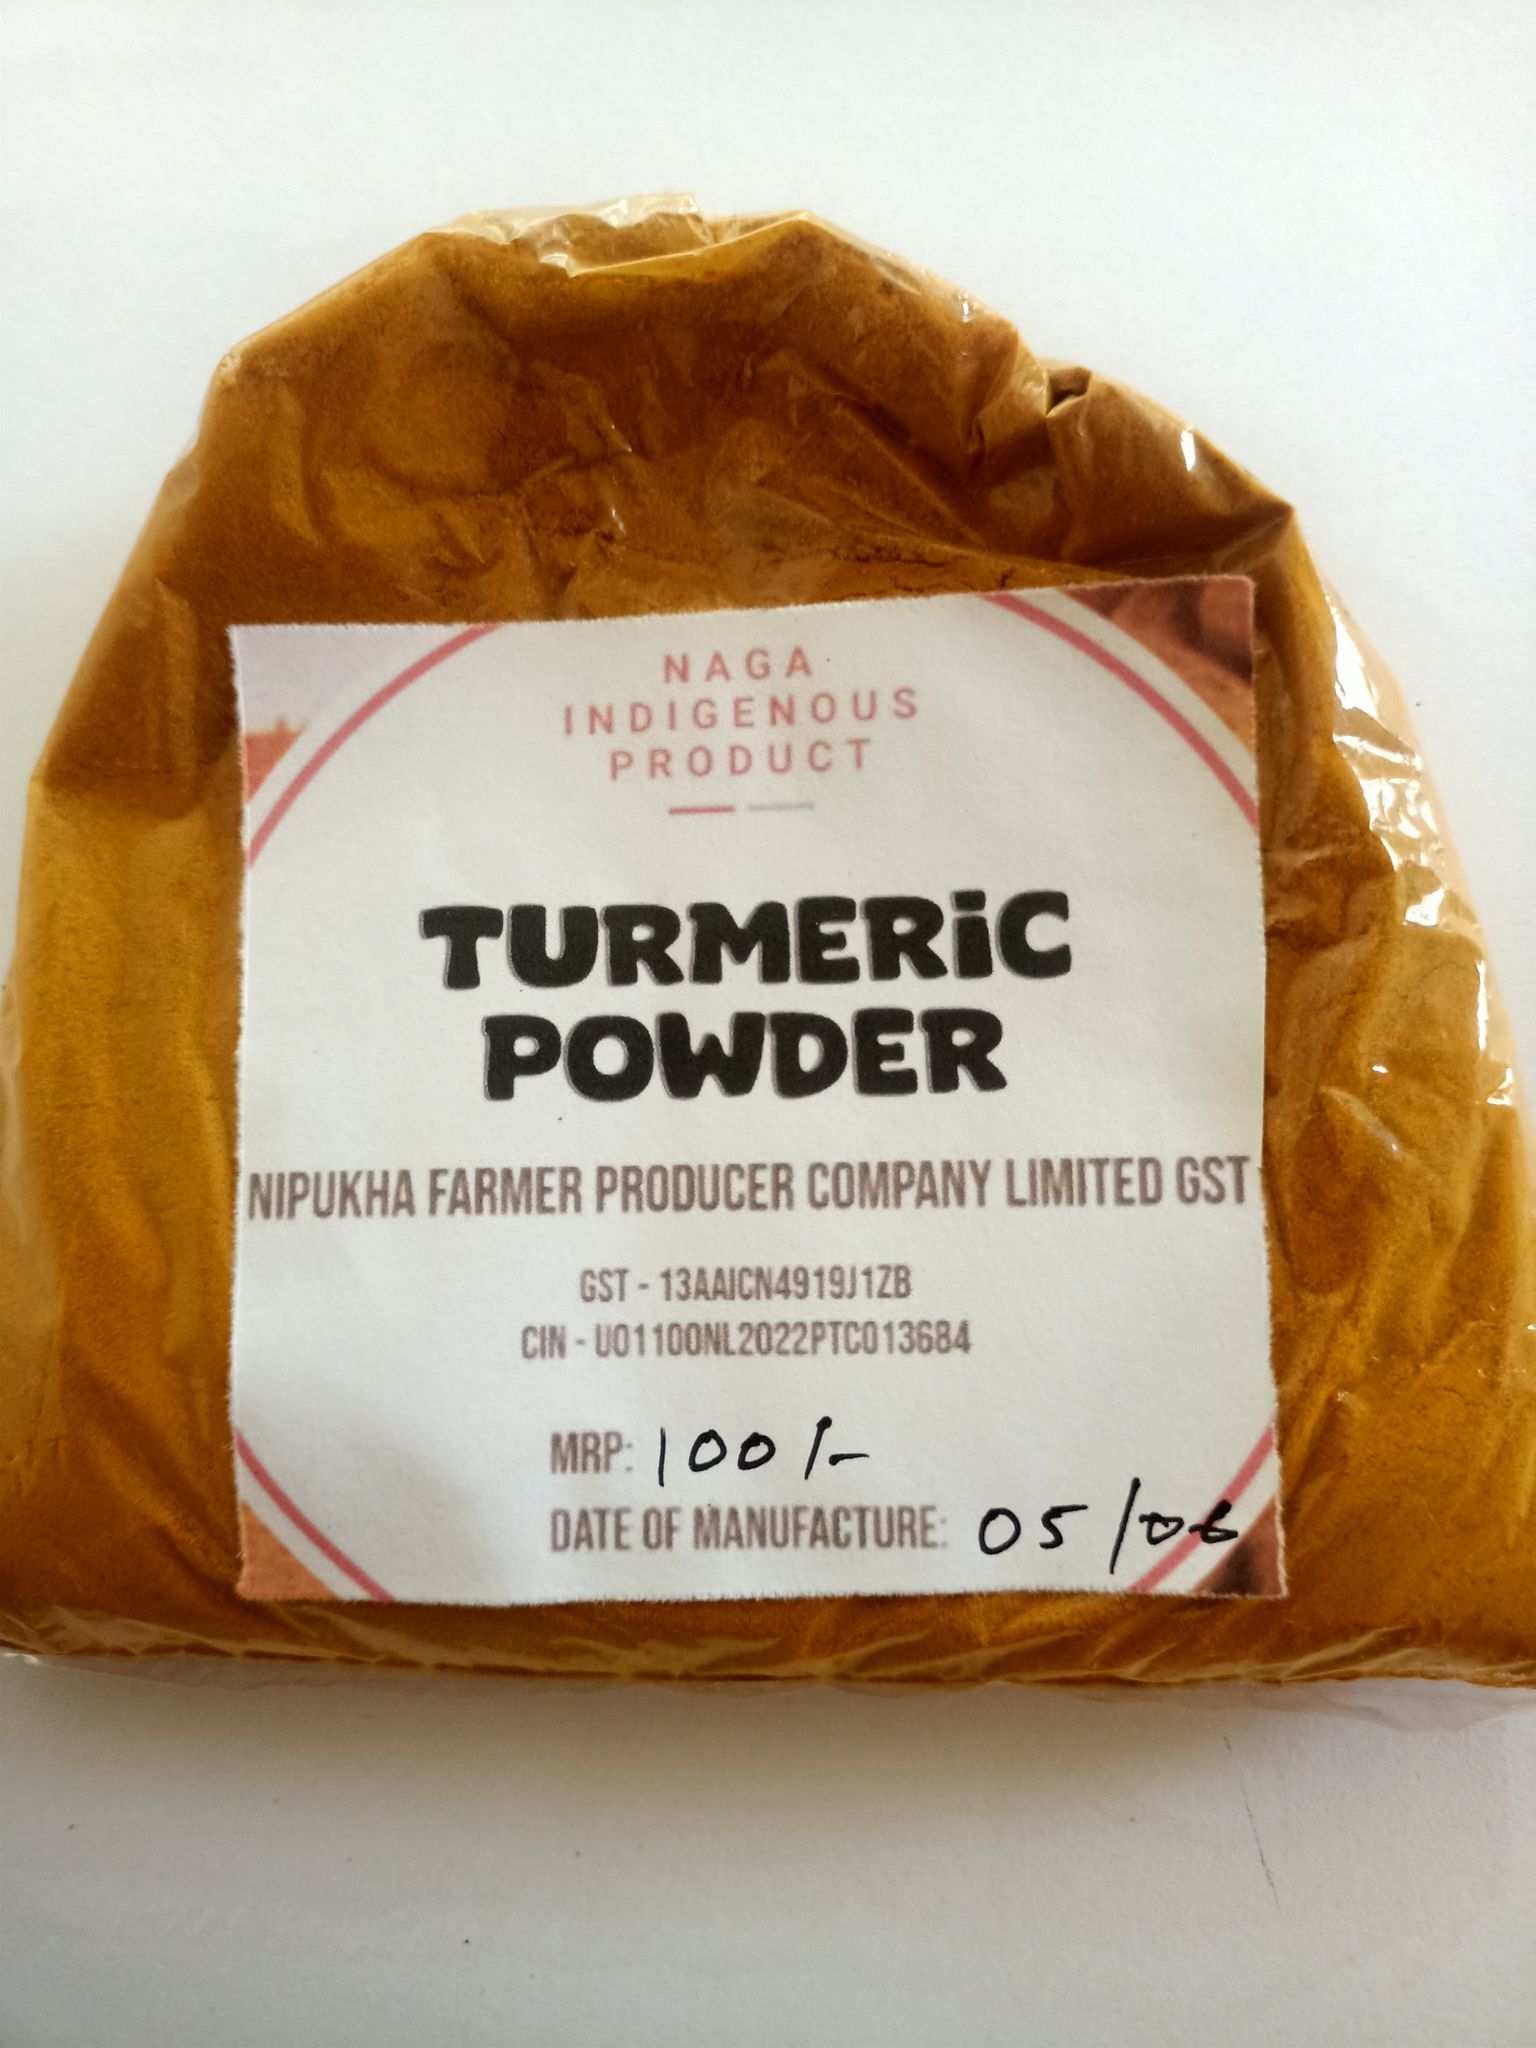 NAGA
INDIGENOUS
PRODUCT
TURMERiC
POWDER
NIPUKHA FARMER PRODUCER COMPANY LIMITED GST
GST - 13AAICN4919J1ZB
CIN - U01100NL2022PTC013684
MRP: 100/-
DATE OF MANUFACTURE: 05/06